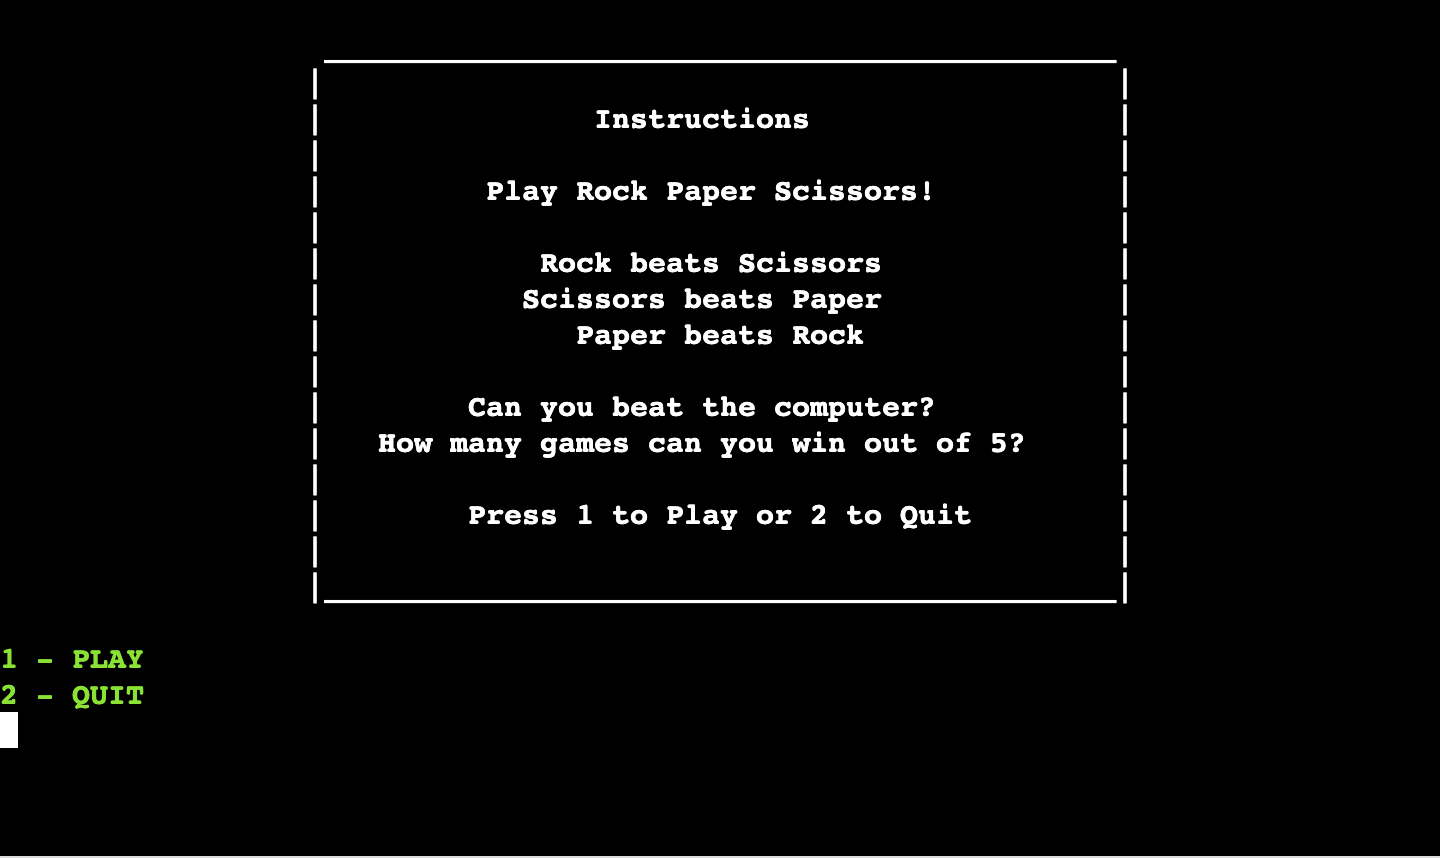 Instructions
Play Rock Paper Scissors!
Rock beats Scissors
Scissors beats Paper
Paper beats Rock
Can you beat the computer?
How many games can you win out of 5?
Press 1 to Play or 2 to Quit
1 - PLAY
2 - QUIT